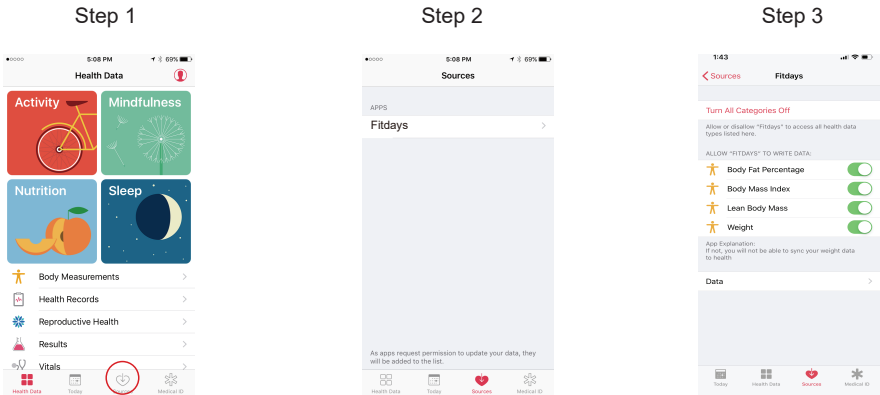 Step 1
Step 2
Step 3
5:08 PM
69%
Health Data
Activity
Mindfulness
Nutrition
Sleep
Body Measurements
Health Records
Reproductive Health
Results
Vitals
Health Data
Today
Sources
Medical ID
5:08 PM
69%
Sources
APPS
Fitdays
As apps request permission to update your data, they
will be added to the list.
Health Data
Today
Sources
Medical ID
1:43
Sources
Fitdays
Turn All Categories Off
Allow or disallow "Fitdays" to access all health data
types listed here.
ALLOW "FITDAYS" TO WRITE DATA:
Body Fat Percentage
Body Mass Index
Lean Body Mass
Weight
App Explanation:
If not, you will not be able to sync your weight data
to health
Data
Today
Health Data
Sources
Medical ID